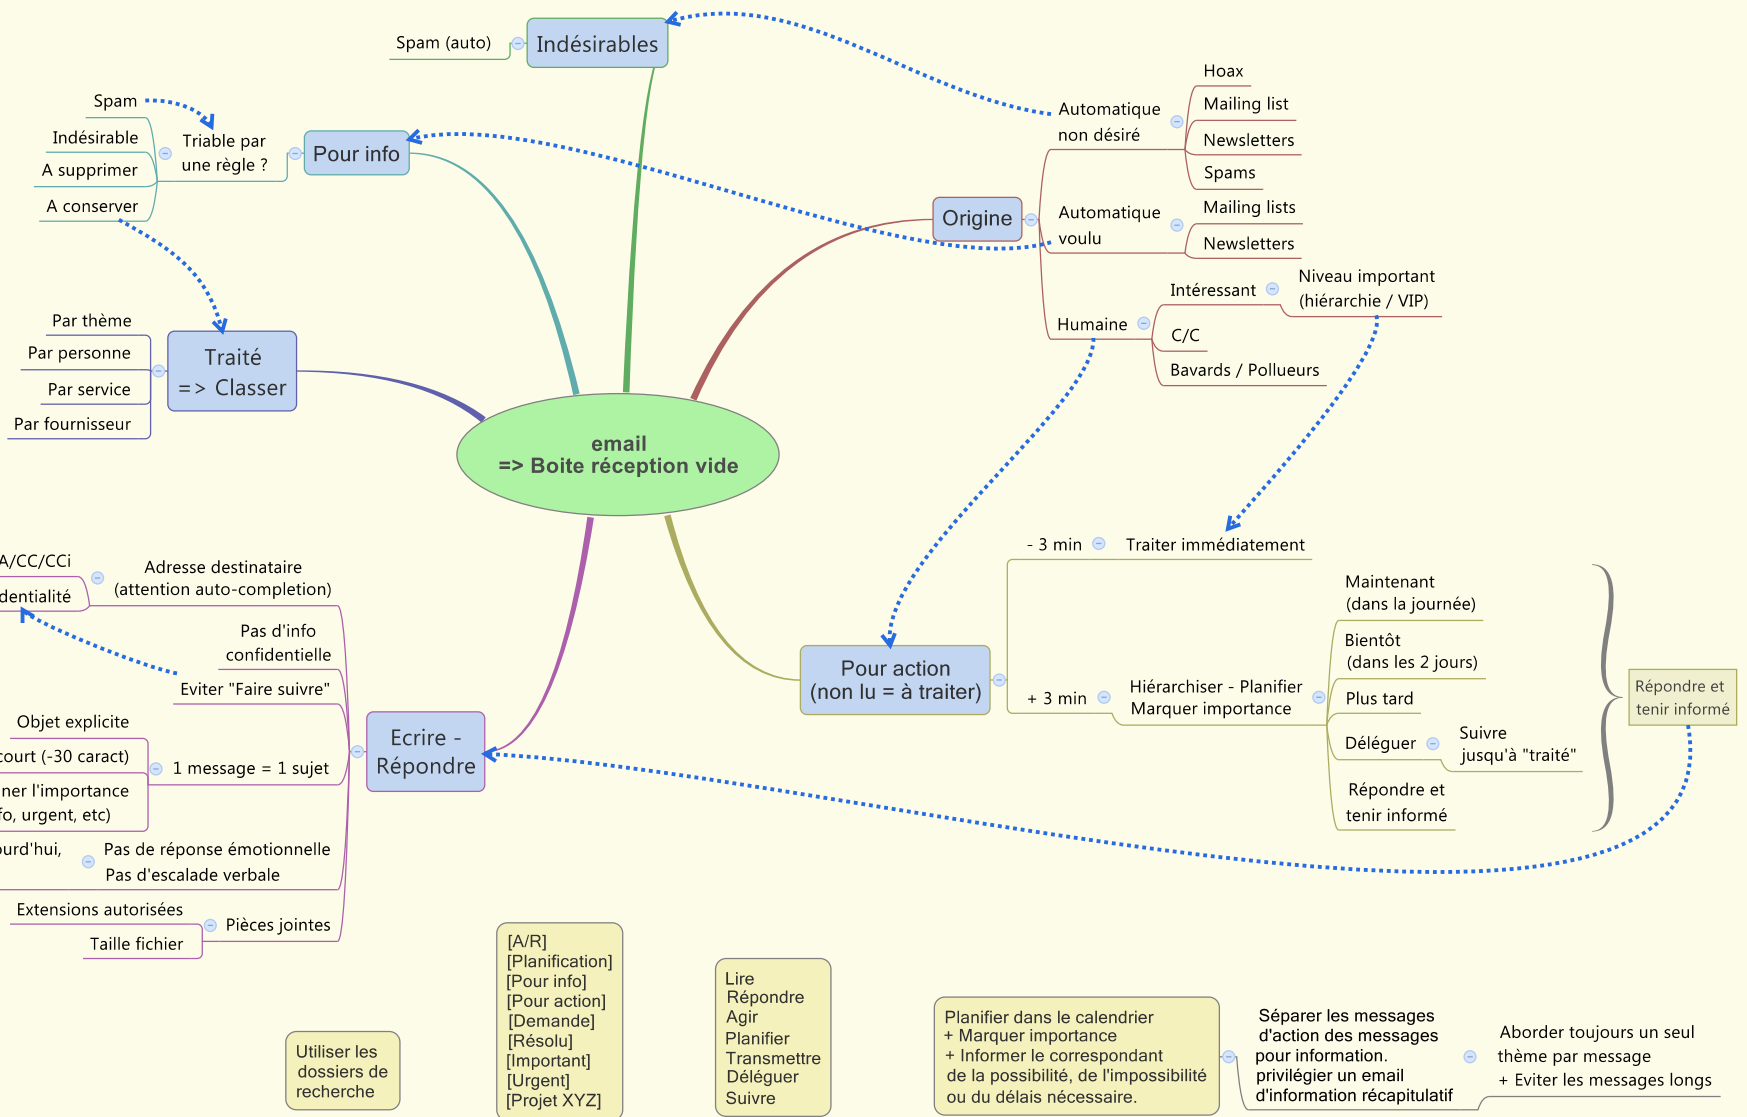 Spam (auto)
Indésirables
Spam
Indésirable
A supprimer
A conserver
Triable par
une règle ?
Pour info
Hoax
Mailing list
Newsletters
Spams
Automatique
non désiré
Origine
Automatique
voulu
Mailing lists
Newsletters
Humaine
Intéressant
Niveau important
(hiérarchie / VIP)
C/C
Bavards / Pollueurs
Par thème
Par personne
Par service
Par fournisseur
Traité
=> Classer
email
=> Boite réception vide
A/CC/CCi
Adresse destinataire
(attention auto-completion)
Pas d'info
confidentielle
Eviter "Faire suivre"
Objet explicite
court (-30 caract)
l'importance
urgent, etc)
1 message = 1 sujet
Ecrire -
Répondre
Pas de réponse émotionnelle
Pas d'escalade verbale
Extensions autorisées
Taille fichier
Pièces jointes
Pour action
(non lu = à traiter)
- 3 min
Traiter immédiatement
+ 3 min
Hiérarchiser - Planifier
Marquer importance
Maintenant
(dans la journée)
Bientôt
(dans les 2 jours)
Plus tard
Déléguer
Suivre
jusqu'à "traité"
Répondre et
tenir informé
Répondre et
tenir informé
Utiliser les
dossiers de
recherche
[A/R]
[Planification]
[Pour info]
[Pour action]
[Demande]
[Résolu]
[Important]
[Urgent]
[Projet XYZ]
Lire
Répondre
Agir
Planifier
Transmettre
Déléguer
Suivre
Planifier dans le calendrier
+ Marquer importance
+ Informer le correspondant
de la possibilité, de l'impossibilité
ou du délais nécessaire.
Séparer les messages
d'action des messages
pour information.
privilégier un email
d'information récapitulatif
Aborder toujours un seul
thème par message
+ Eviter les messages longs